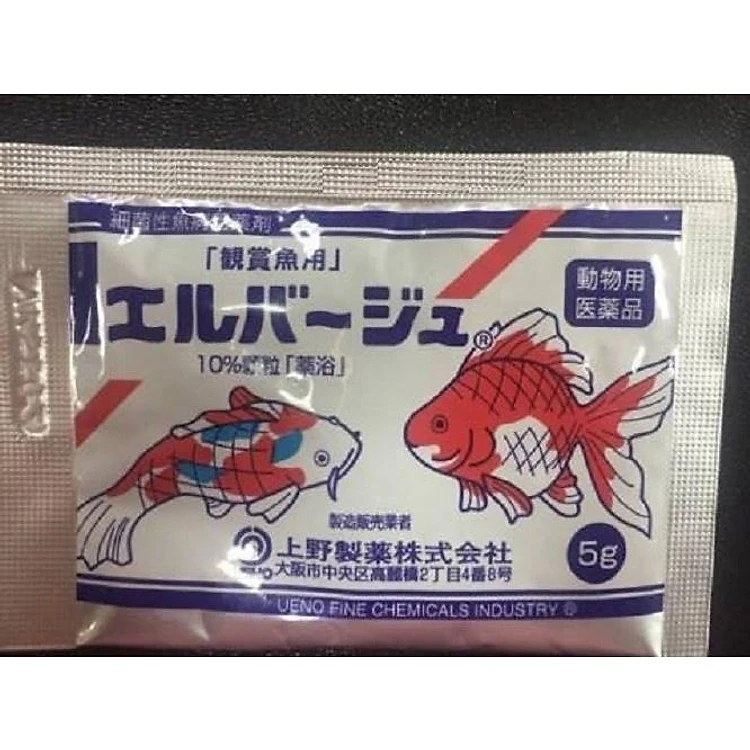 細菌性魚病 薬剤
「観賞魚用」
エルバージュ®
10%顆粒「薬浴」
動物用
医薬品
製造販売業者
上野製薬株式会社
大阪市中央区高麗橋2丁目4番8号
5g
UENO FINE CHEMICALS INDUSTRY